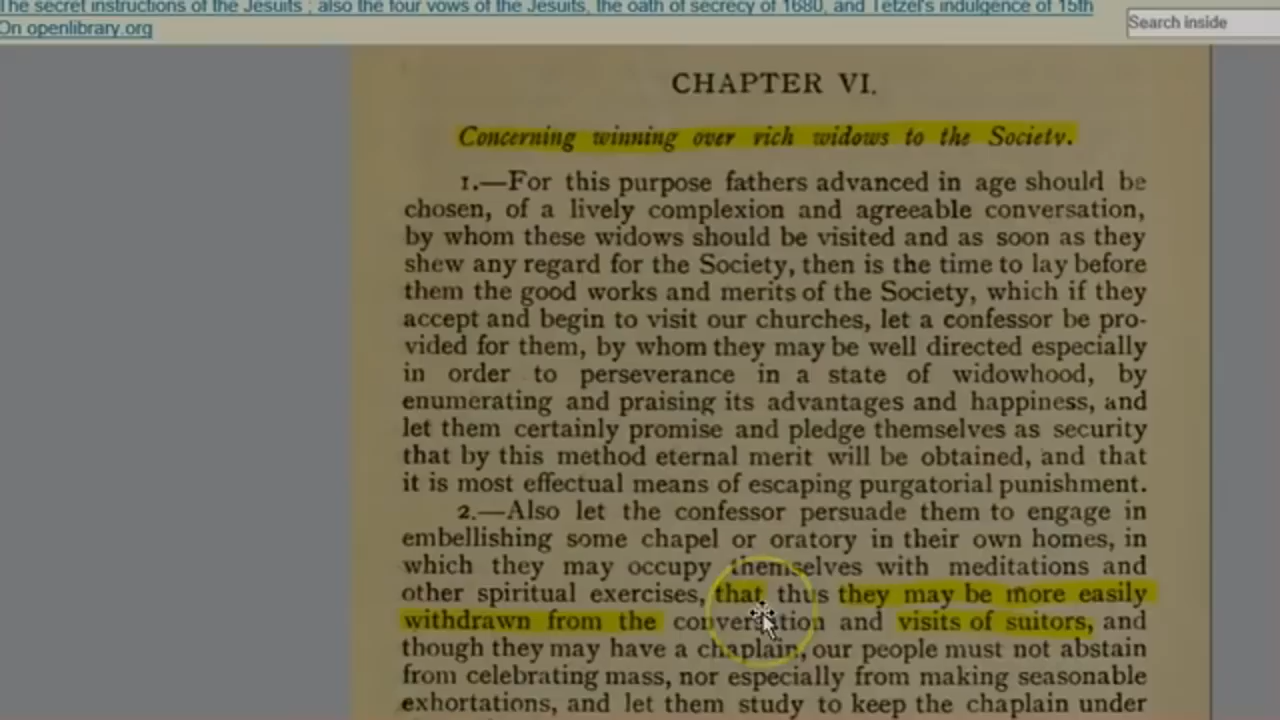 The secret instructions of the Jesuits ; also the four vows of the Jesuits, the oath of secrecy of 1680, and Tetzel's indulgence of 15th
On openlibrary.org
Search inside
CHAPTER VI.
Concerning winning over rich widows to the Society.
1.—For this purpose fathers advanced in age should be
chosen, of a lively complexion and agreeable conversation,
by whom these widows should be visited and as soon as they
shew any regard for the Society, then is the time to lay before
them the good works and merits of the Society, which if they
accept and begin to visit our churches, let a confessor be pro-
vided for them, by whom they may be well directed especially
in order to perseverance in a state of widowhood, by
enumerating and praising its advantages and happiness, and
let them certainly promise and pledge themselves as security
that by this method eternal merit will be obtained, and that
it is most effectual means of escaping purgatorial punishment.
2.—Also let the confessor persuade them to engage in
embellishing some chapel or oratory in their own homes, in
which they may occupy themselves with meditations and
other spiritual exercises, that thus they may be more easily
withdrawn from the conversation and visits of suitors, and
though they may have a chaplain, our people must not abstain
from celebrating mass, nor especially from making seasonable
exhortations, and let them study to keep the chaplain under